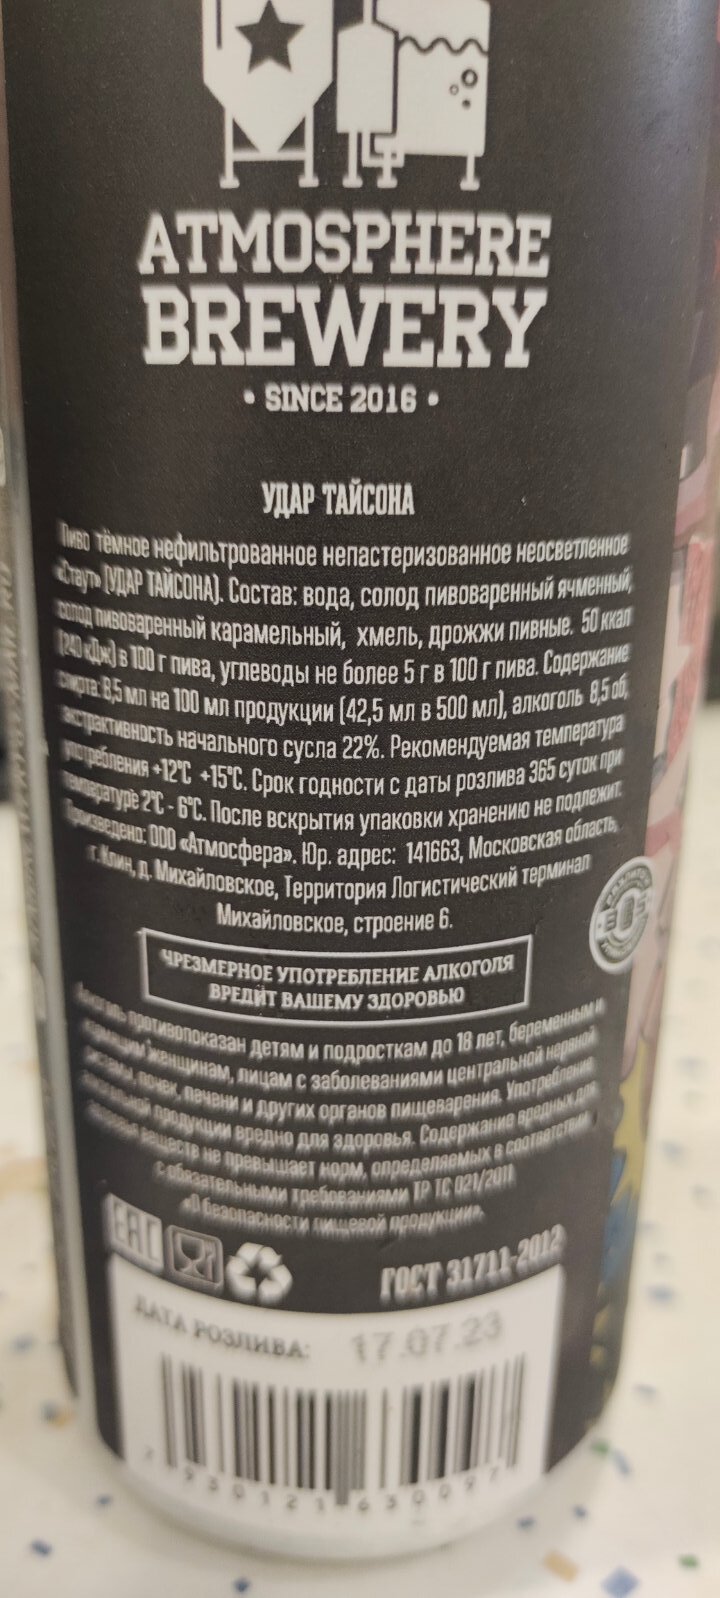 ATMOSPHERE
BREWERY
• SINCE 2016 •
УДАР ТАЙСОНА
Пиво тёмное нефильтрованное непастеризованное неосветленное
«Стаут» (УДАР ТАЙСОНА). Состав: вода, солод пивоваренный ячменный,
солод пивоваренный карамельный, хмель, дрожжи пивные. 50 ккал
(240 кДж) в 100 г пива, углеводы не более 5 г в 100 г пива. Содержание
спирта: 8,5 мл на 100 мл продукции (42,5 мл в 500 мл), алкоголь 8,5 об,
экстрактивность начального сусла 22%. Рекомендуемая температура
употребления +12°С +15°С. Срок годности с даты розлива 365 суток при
температуре 2°С - 6°С. После вскрытия упаковки хранению не подлежит.
Произведено: ООО «Атмосфера». Юр. адрес: 141663, Московская область,
г. Клин, д. Михайловское, Территория Логистический терминал
Михайловское, строение 6.
ЧРЕЗМЕРНОЕ УПОТРЕБЛЕНИЕ АЛКОГОЛЯ
ВРЕДИТ ВАШЕМУ ЗДОРОВЬЮ
Алкоголь противопоказан детям и подросткам до 18 лет, беременным и
кормящим женщинам, лицам с заболеваниями центральной нервной
системы, почек, печени и других органов пищеварения. Употребление
алкогольной продукции вредно для здоровья. Содержание вредных для
здоровья веществ не превышает норм, определяемых в соответствии
с обязательными требованиями ТР ТС 021/2011
«О безопасности пищевой продукции».
EAC
ГОСТ 31711-2012
ДАТА РОЗЛИВА: 17.07.23
7 930121 630097